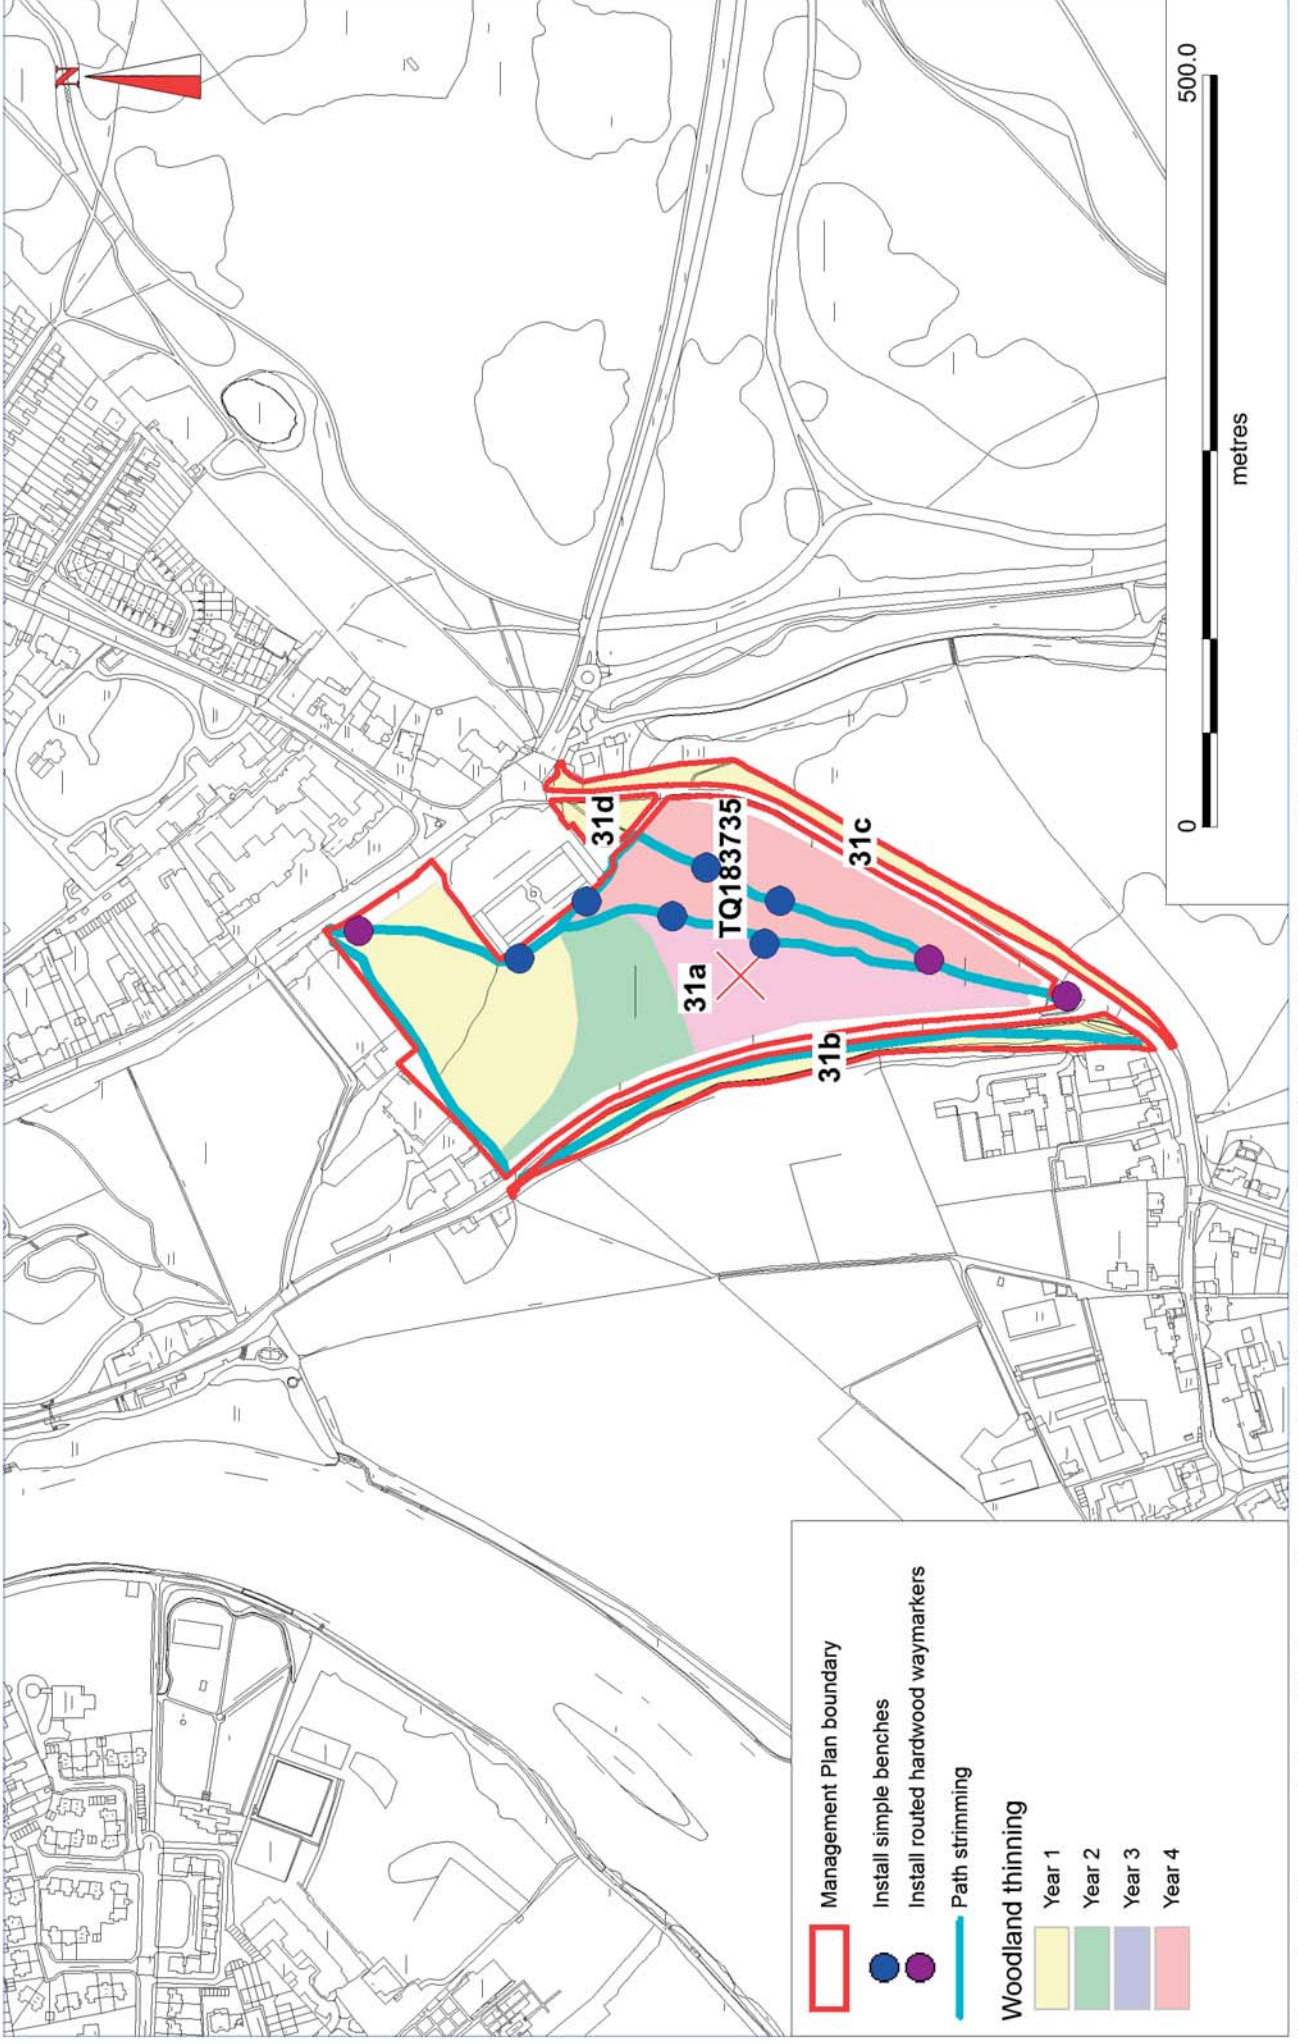 N
31d
TQ183735
31c
31a
31b
0
500.0
metres
Management Plan boundary
Install simple benches
Install routed hardwood waymarkers
Path strimming
Woodland thinning
Year 1
Year 2
Year 3
Year 4